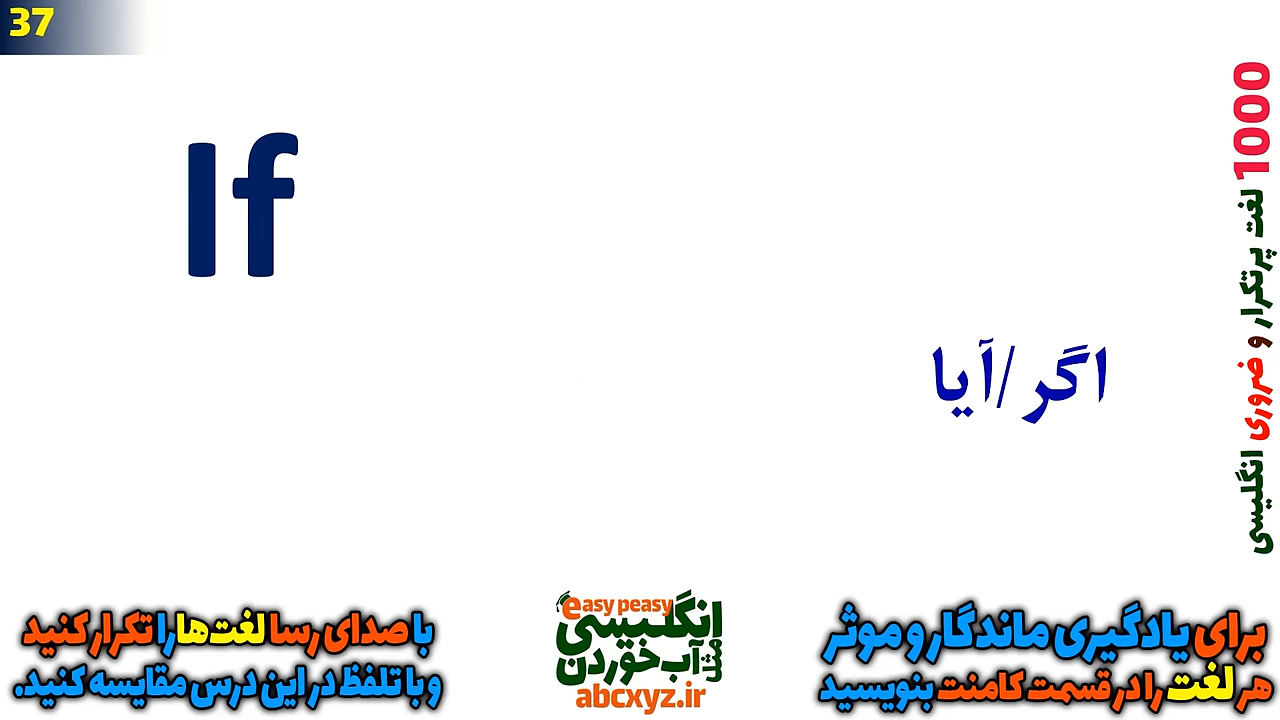 37
If
اگر/آیا
1000 لغت پرتکرار و ضروری انگلیسی
با صدای رسا لغت‌ها را تکرار کنید
و با تلفظ در این درس مقایسه کنید.
easy peasy
انگلیسی
مثل آب خوردن
abcxyz.ir
برای یادگیری ماندگار و موثر
هر لغت را در قسمت کامنت بنویسید